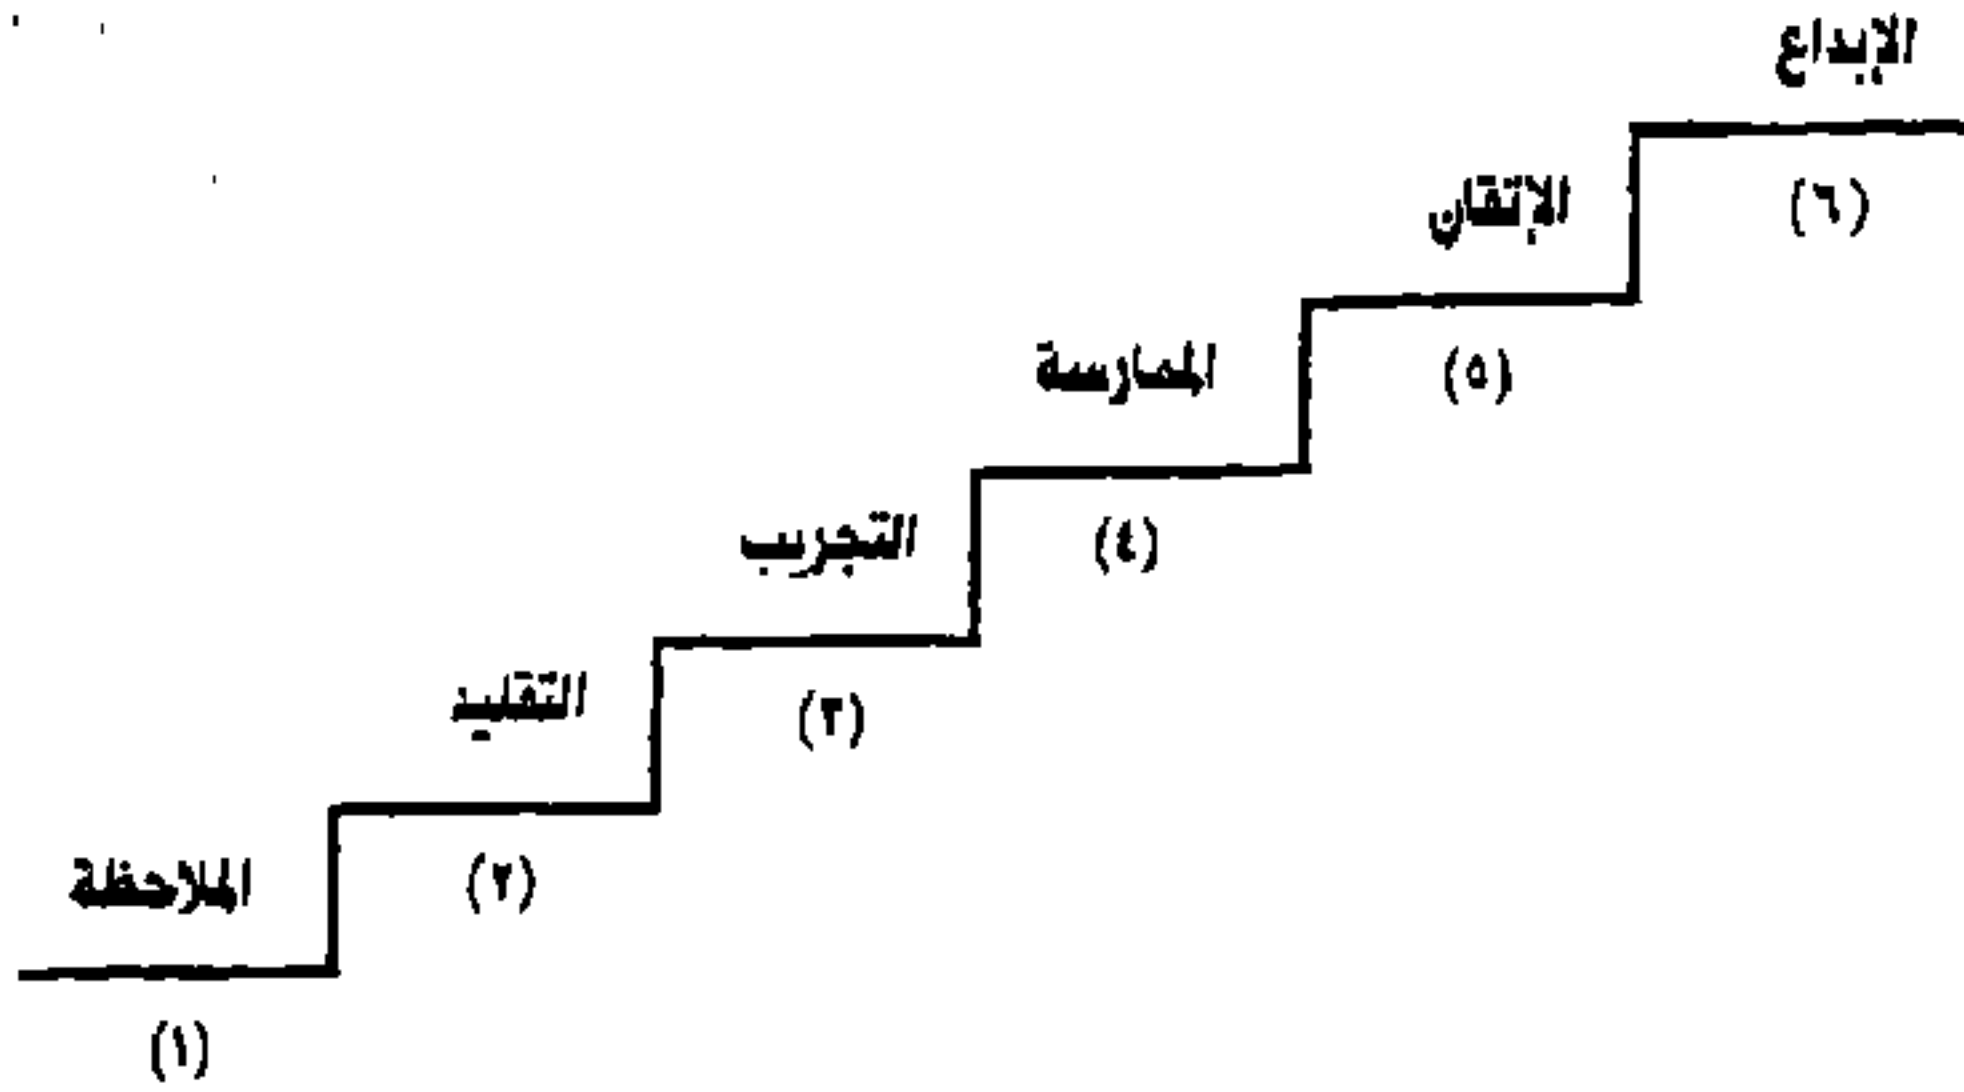 الإبداع
(٦)
الإتقان
(٥)
الممارسة
(٤)
التجريب
(٣)
التقليد
(٢)
الملاحظة
(١)